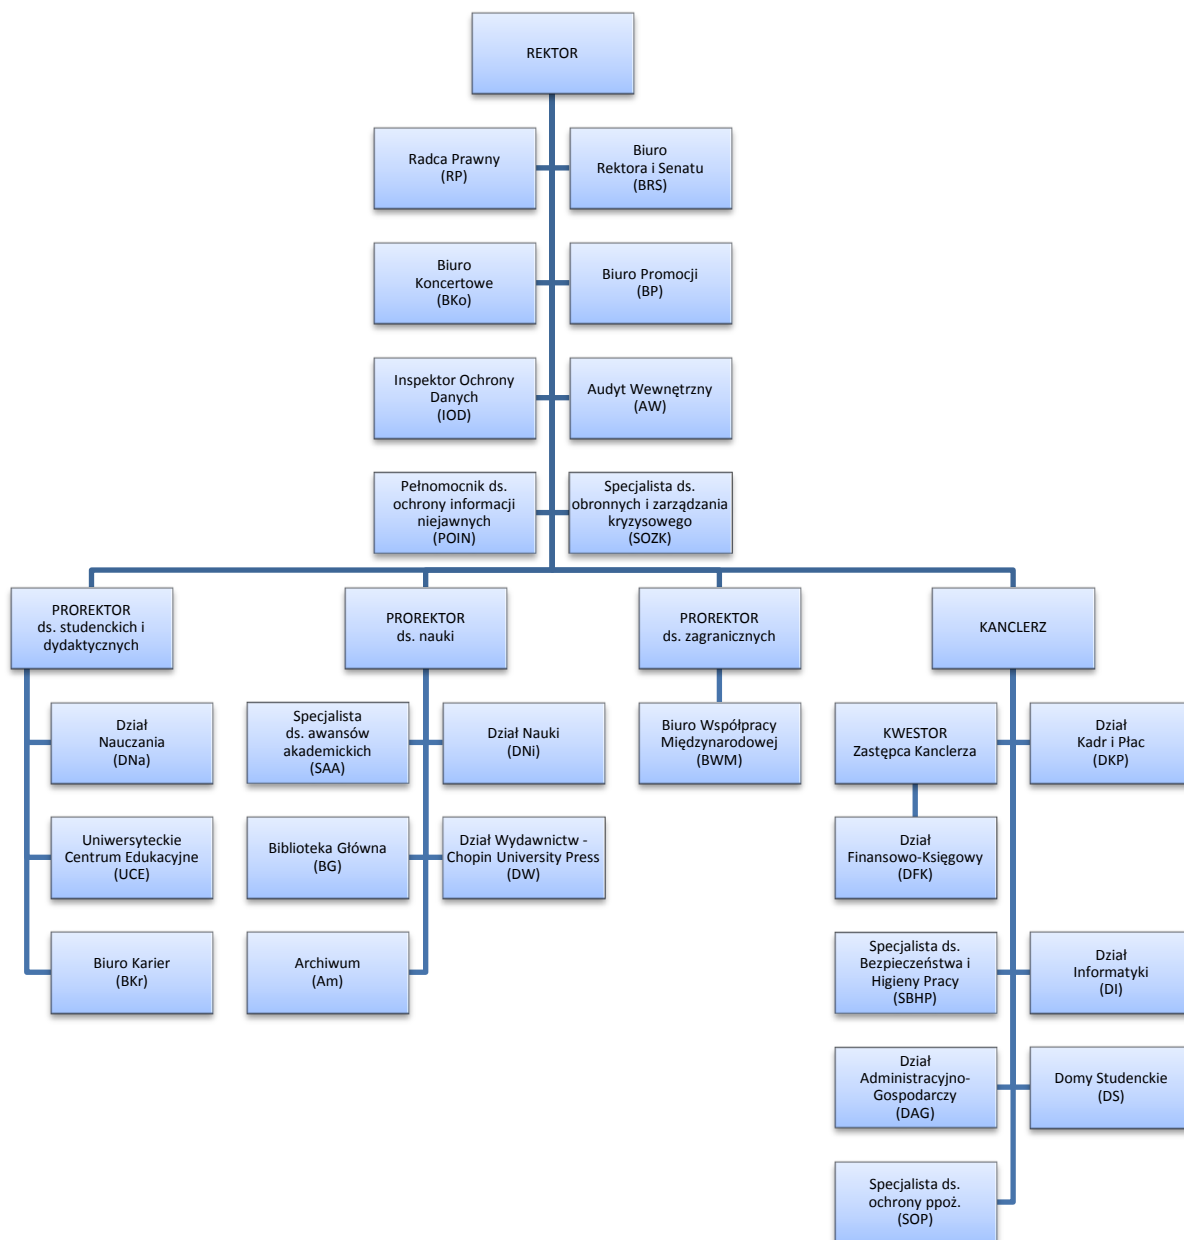 REKTOR
Radca Prawny
(RP)
Biuro
Rektora i Senatu
(BRS)
Biuro
Koncertowe
(BKo)
Biuro Promocji
(BP)
Inspektor Ochrony
Danych
(IOD)
Audyt Wewnętrzny
(AW)
Pełnomocnik ds.
ochrony informacji
niejawnych
(POIN)
Specjalista ds.
obronnych i zarządzania
kryzysowego
(SOZK)
PROREKTOR
ds. studenckich i
dydaktycznych
PROREKTOR
ds. nauki
PROREKTOR
ds. zagranicznych
KANCLERZ
Dział
Nauczania
(DNa)
Specjalista
ds. awansów
akademickich
(SAA)
Dział Nauki
(DNi)
Biuro Współpracy
Międzynarodowej
(BWM)
KWESTOR
Zastępca Kanclerza
Dział
Kadr i Płac
(DKP)
Uniwersyteckie
Centrum Edukacyjne
(UCE)
Biblioteka Główna
(BG)
Dział Wydawnictw -
Chopin University Press
(DW)
Dział
Finansowo-Księgowy
(DFK)
Biuro Karier
(BKr)
Archiwum
(Am)
Specjalista ds.
Bezpieczeństwa i
Higieny Pracy
(SBHP)
Dział
Informatyki
(DI)
Dział
Administracyjno-
Gospodarczy
(DAG)
Domy Studenckie
(DS)
Specjalista ds.
ochrony ppoż.
(SOP)